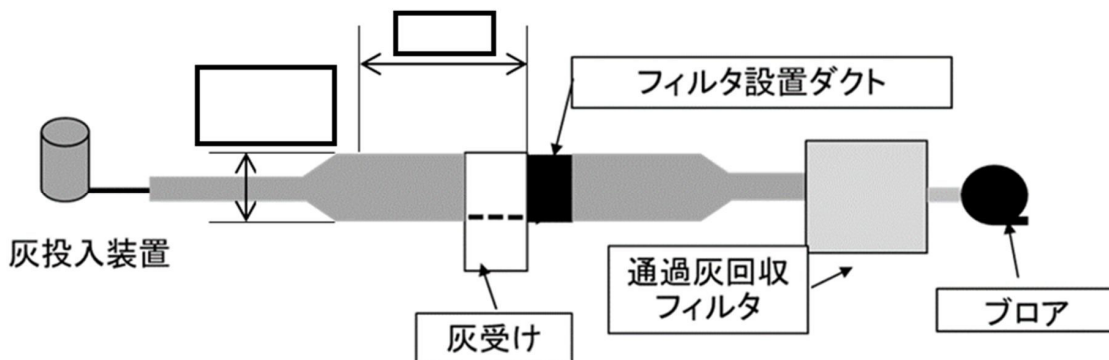 フィルタ設置ダクト
灰投入装置
灰受け
通過灰回収
フィルタ
ブロア